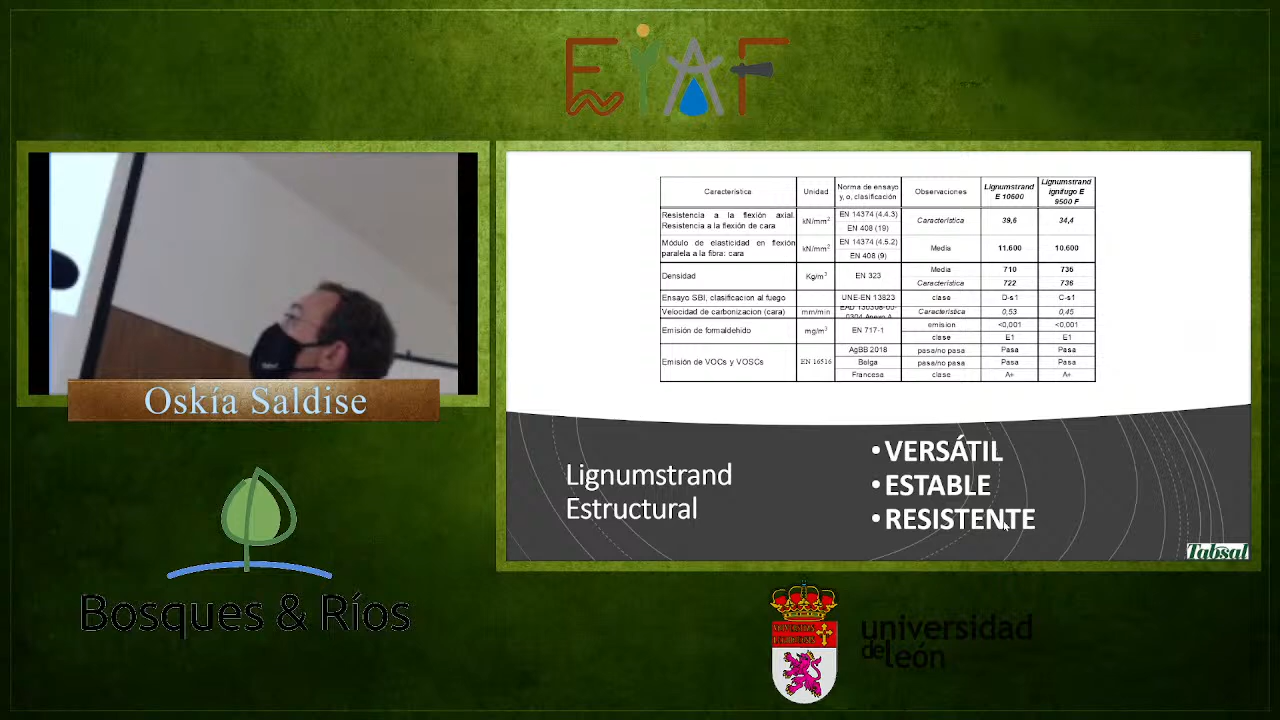 EIAF
Característica Unidad Norma de ensayo y, o, clasificación Observaciones Lignumstrand E 10600 Lignumstrand ignifugo E 9500 F
Resistencia a la flexión axial. Resistencia a la flexión de cara kN/mm² EN 14374 (4,4.3) Característica 39,6 34,4
EN 408 (19)
Módulo de elasticidad en flexión paralela a la fibra: cara kN/mm² EN 14374 (4.5.2) Media 11.600 10.600
EN 408 (9)
Densidad Kg/m³ EN 323 Media 710 736
Característica 722 736
Ensayo SBI, clasificacion al fuego UNE-EN 13823 clase D-s1 C-s1
Velocidad de carbonizacion (cara) mm/min Característica 0,53 0,45
Emisión de formaldehido mg/m³ EN 717-1 emision <0,001 <0,001
clase E1 E1
Emisión de VOCs y VOSCs EN 16516 AgBB 2018 pasa/no pasa Pasa Pasa
Belga pasa/no pasa Pasa Pasa
Francesa clase A+ A+
Oskía Saldise
Lignumstrand
Estructural
• VERSÁTIL
• ESTABLE
• RESISTENTE
Tabsal
Bosques & Ríos
universidad
de león